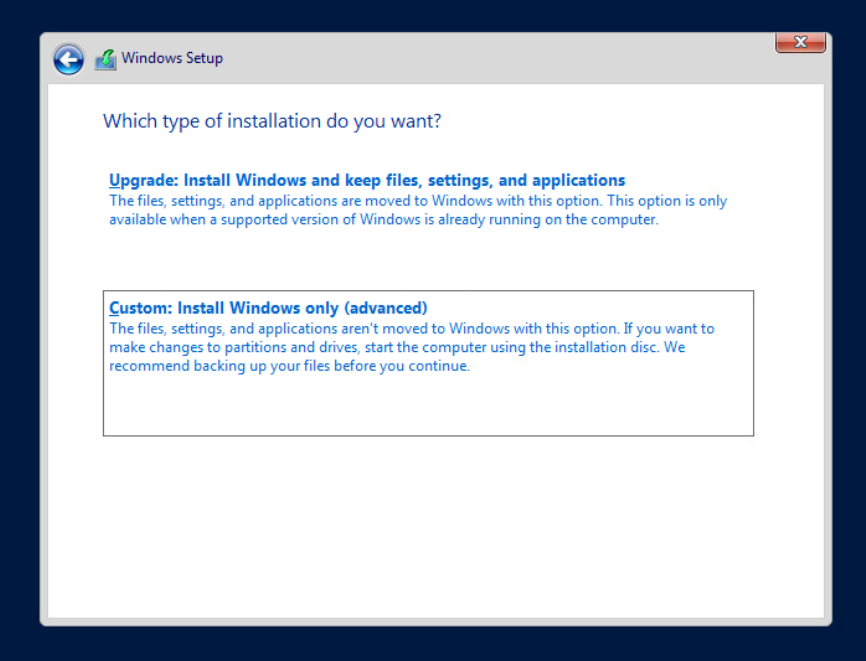 Windows Setup
Which type of installation do you want?
Upgrade: Install Windows and keep files, settings, and applications
The files, settings, and applications are moved to Windows with this option. This option is only
available when a supported version of Windows is already running on the computer.
Custom: Install Windows only (advanced)
The files, settings, and applications aren't moved to Windows with this option. If you want to
make changes to partitions and drives, start the computer using the installation disc. We
recommend backing up your files before you continue.